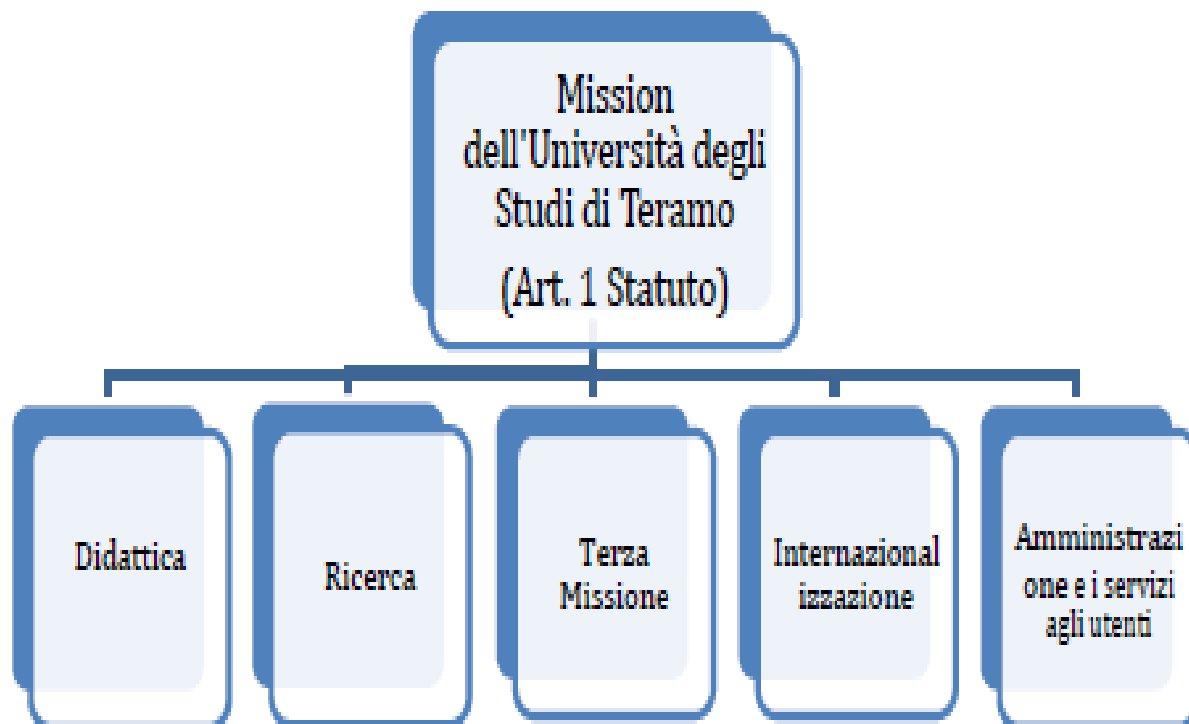 Mission
dell'Università degli
Studi di Teramo
(Art. 1 Statuto)
Didattica
Ricerca
Terza
Missione
Internazional
izzazione
Amministrazi
one e i servizi
agli utenti